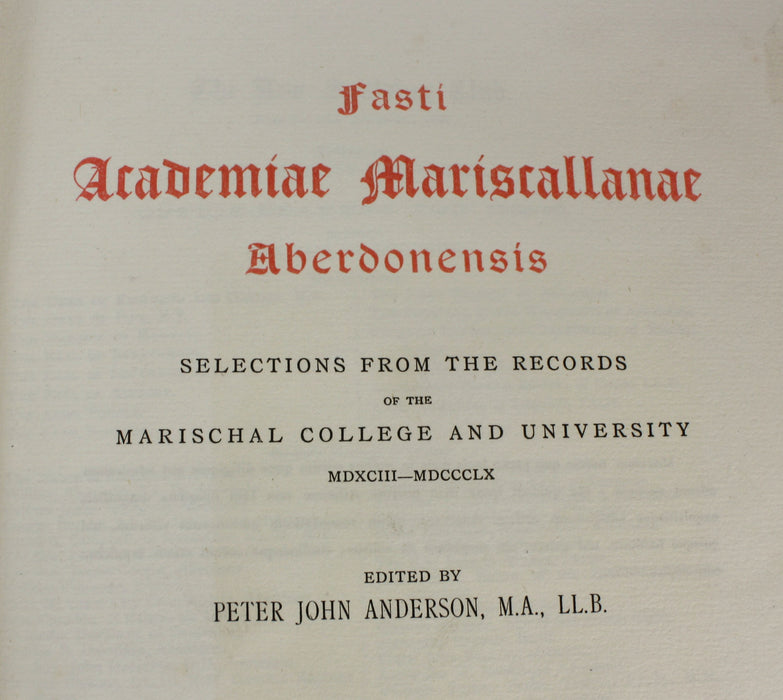 Fasti
Academiae Mariscallanae
Aberdonensis
SELECTIONS FROM THE RECORDS
OF THE
MARISCHAL COLLEGE AND UNIVERSITY
MDXCIII—MDCCCLX
EDITED BY
PETER JOHN ANDERSON, M.A., LL.B.